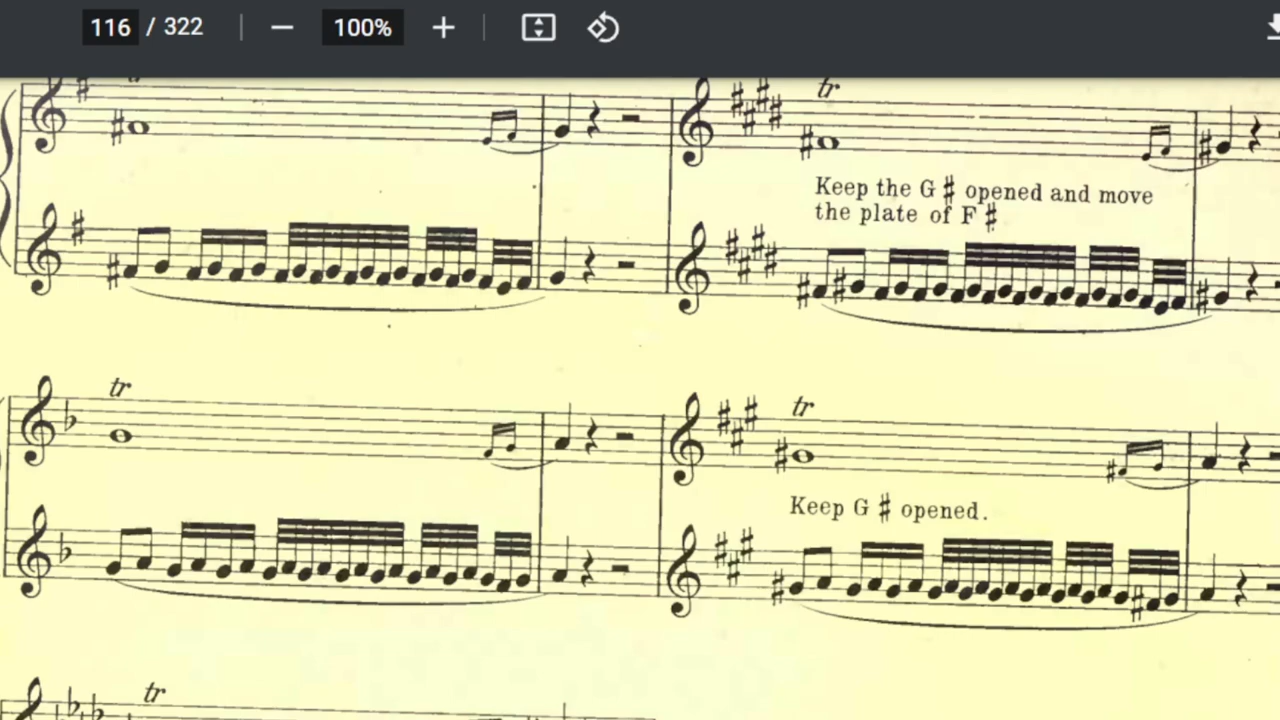 116 / 322 100%
tr
Keep the G ♯ opened and move
the plate of F ♯
tr
tr
Keep G ♯ opened.
tr